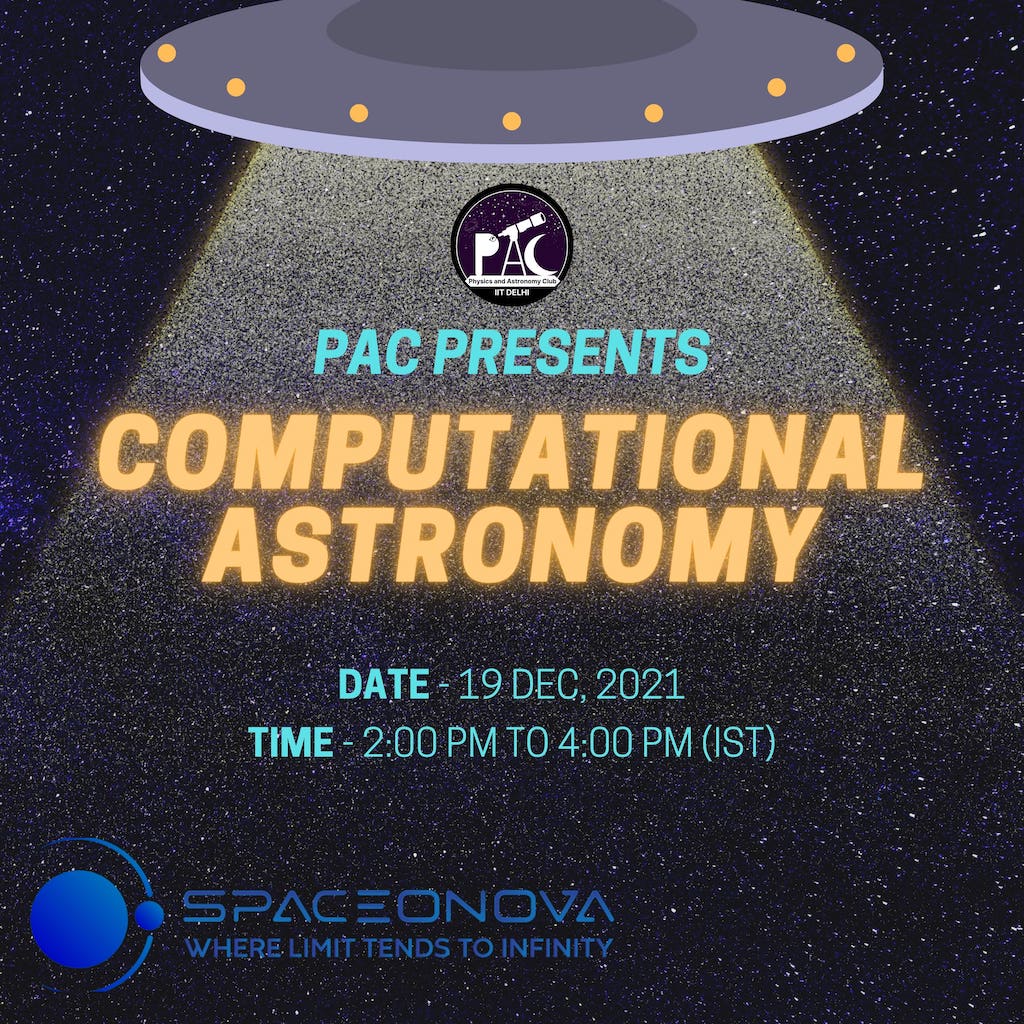 PAC
Physics and Astronomy Club
IIT DELHI
PAC PRESENTS
COMPUTATIONAL
ASTRONOMY
DATE - 19 DEC, 2021
TIME - 2:00 PM TO 4:00 PM (IST)
SPACEONOVA
WHERE LIMIT TENDS TO INFINITY